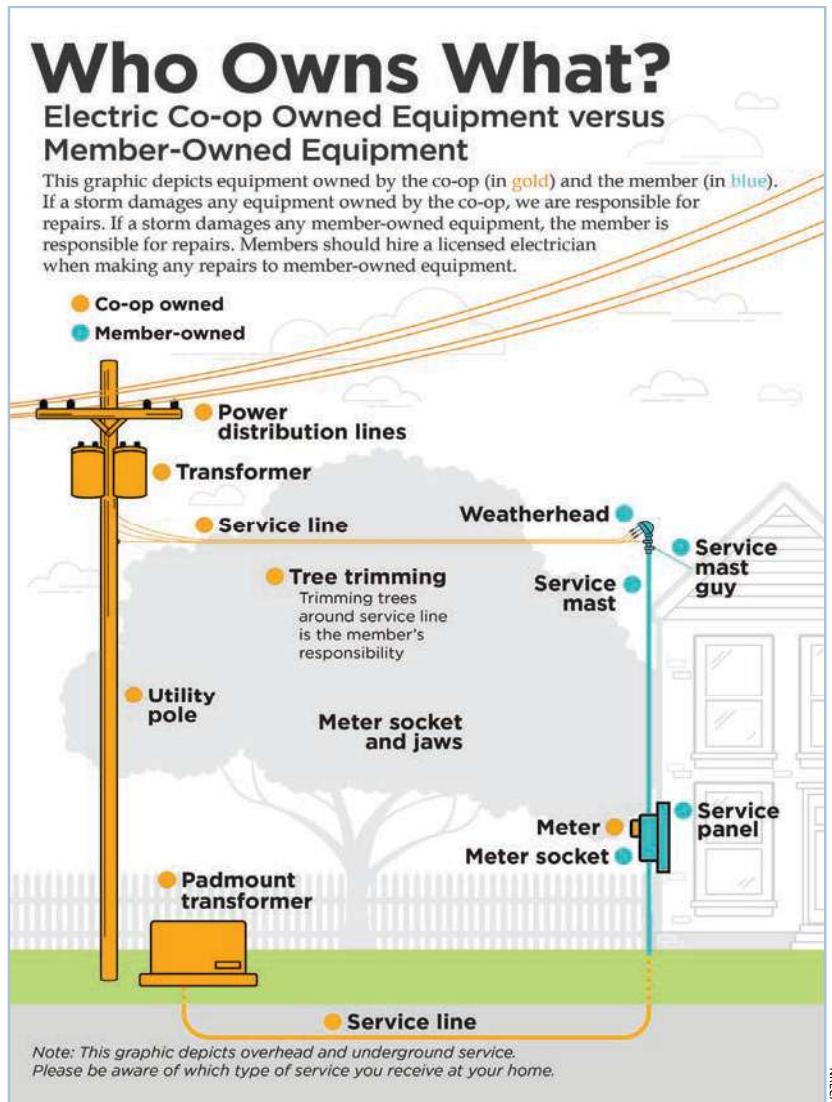 Who Owns What?
Electric Co-op Owned Equipment versus
Member-Owned Equipment
This graphic depicts equipment owned by the co-op (in gold) and the member (in blue).
If a storm damages any equipment owned by the co-op, we are responsible for
repairs. If a storm damages any member-owned equipment, the member is
responsible for repairs. Members should hire a licensed electrician
when making any repairs to member-owned equipment.
Co-op owned
Member-owned
Power
distribution lines
Transformer
Service line
Weatherhead
Service
mast
guy
Tree trimming
Trimming trees
around service line
is the member's
responsibility
Service
mast
Utility
pole
Meter socket
and jaws
Service
panel
Meter
Meter socket
Padmount
transformer
Service line
Note: This graphic depicts overhead and underground service.
Please be aware of which type of service you receive at your home.